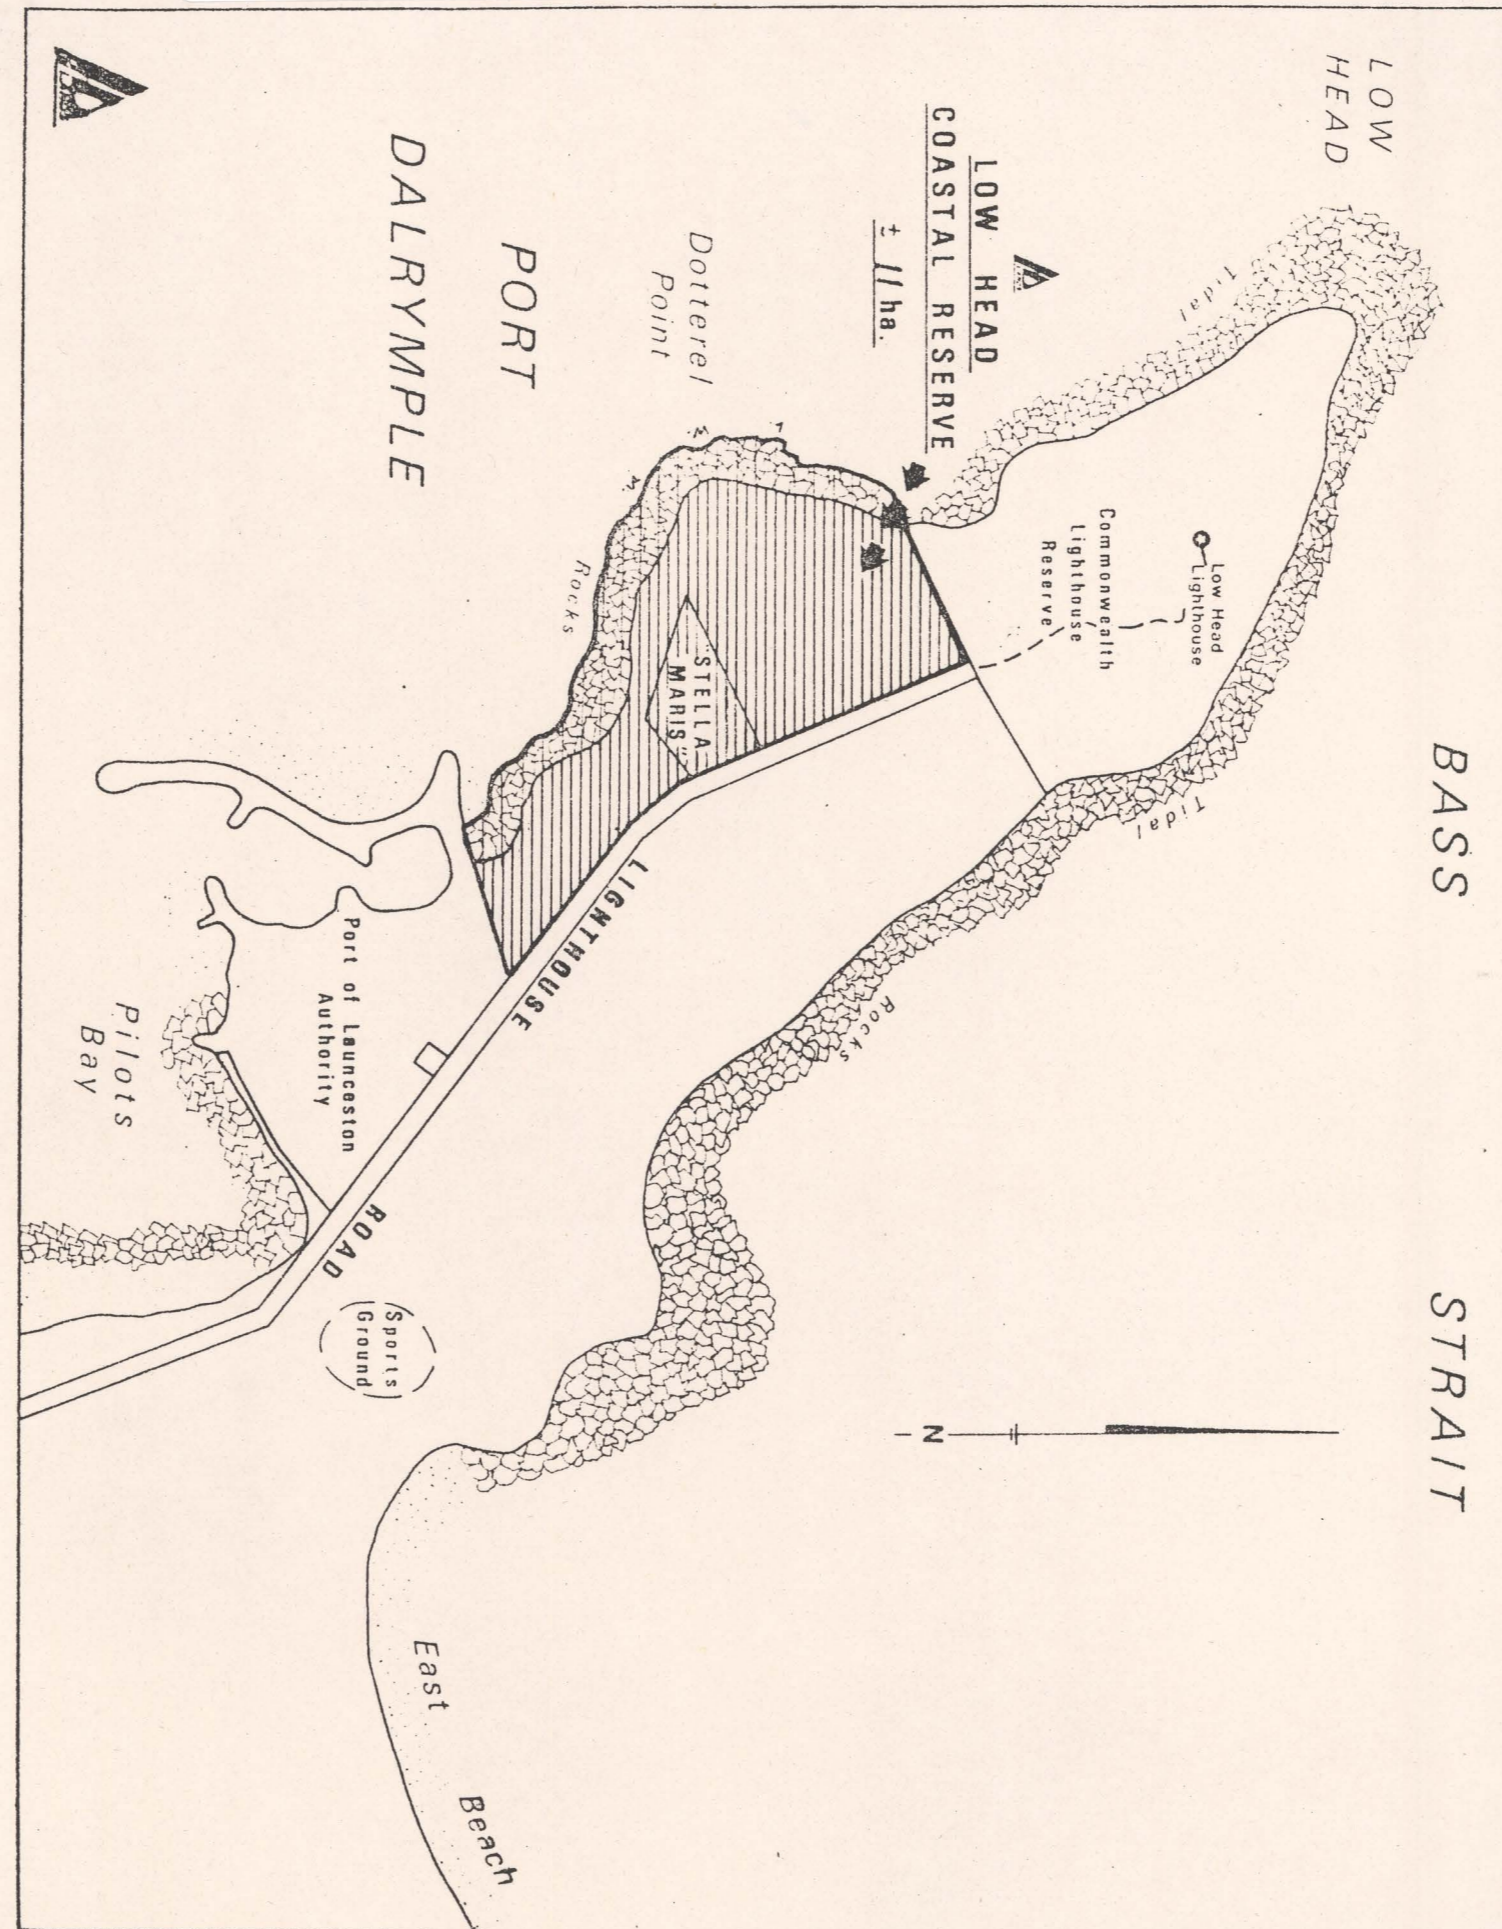 LOW
HEAD
BASS
STRAIT
LOW HEAD
COASTAL RESERVE
± 11 ha.
Tidal
Low Head
Lighthouse
Commonwealth
Lighthouse
Reserve
Tidal
Dotterel
Point
PORT
DALRYMPLE
Rocks
STELLA
MARIS"
LIGHTHOUSE
ROAD
Rocks
N
Port of Launceston
Authority
Pilots
Bay
Sports
Ground
East
Beach